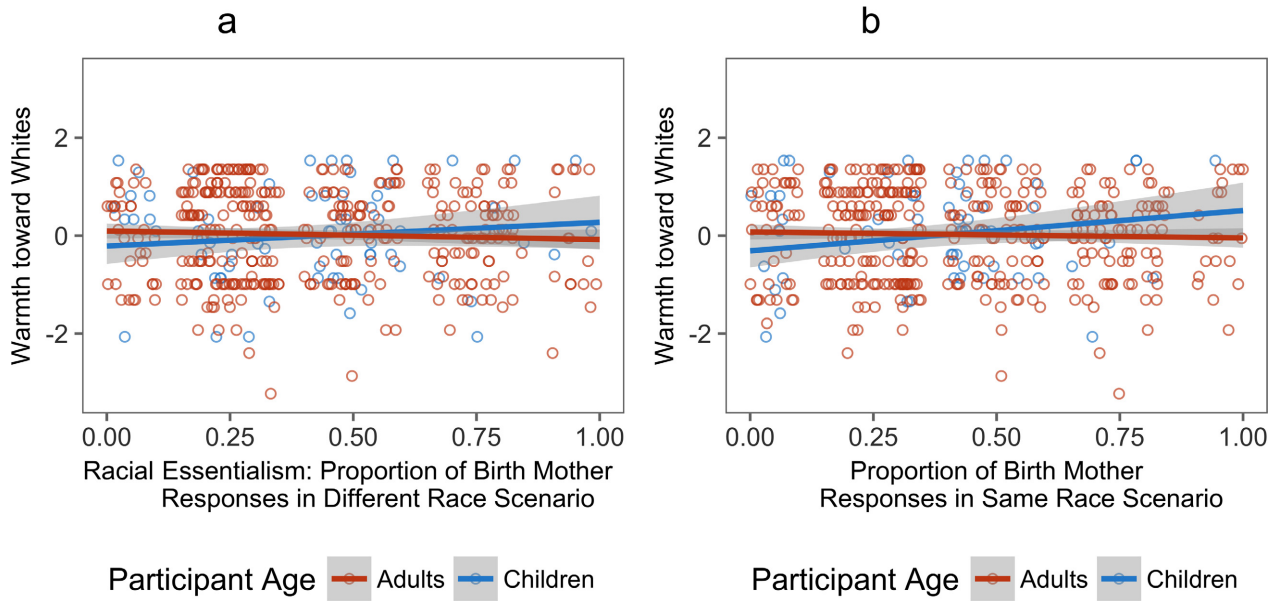 a
Warmth toward Whites
2
0
-2
0.00 0.25 0.50 0.75 1.00
Racial Essentialism: Proportion of Birth Mother
Responses in Different Race Scenario
Participant Age Adults Children
b
Warmth toward Whites
2
0
-2
0.00 0.25 0.50 0.75 1.00
Proportion of Birth Mother
Responses in Same Race Scenario
Participant Age Adults Children